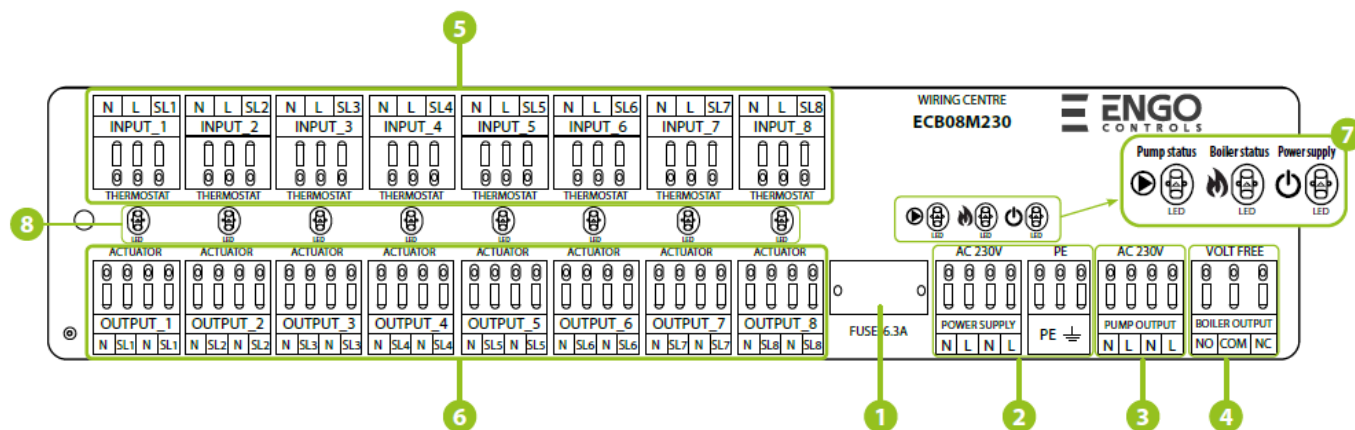 5
N L SL1 N L SL2 N L SL3 N L SL4 N L SL5 N L SL6 N L SL7 N L SL8
INPUT_1 INPUT_2 INPUT_3 INPUT_4 INPUT_5 INPUT_6 INPUT_7 INPUT_8
THERMOSTAT THERMOSTAT THERMOSTAT THERMOSTAT THERMOSTAT THERMOSTAT THERMOSTAT THERMOSTAT
WIRING CENTRE
ECB08M230
ENGO
CONTROLS
7
Pump status Boiler status Power supply
LED LED LED
8
LED LED LED LED LED LED LED LED
LED LED LED
ACTUATOR ACTUATOR ACTUATOR ACTUATOR ACTUATOR ACTUATOR ACTUATOR ACTUATOR
OUTPUT_1 OUTPUT_2 OUTPUT_3 OUTPUT_4 OUTPUT_5 OUTPUT_6 OUTPUT_7 OUTPUT_8
N SL1 N SL1 N SL2 N SL2 N SL3 N SL3 N SL4 N SL4 N SL5 N SL5 N SL6 N SL6 N SL7 N SL7 N SL8 N SL8
FUSE 6.3A
AC 230V PE
POWER SUPPLY
N L N L
PE
AC 230V
PUMP OUTPUT
N L N L
VOLT FREE
BOILER OUTPUT
NO COM NC
6 1 2 3 4